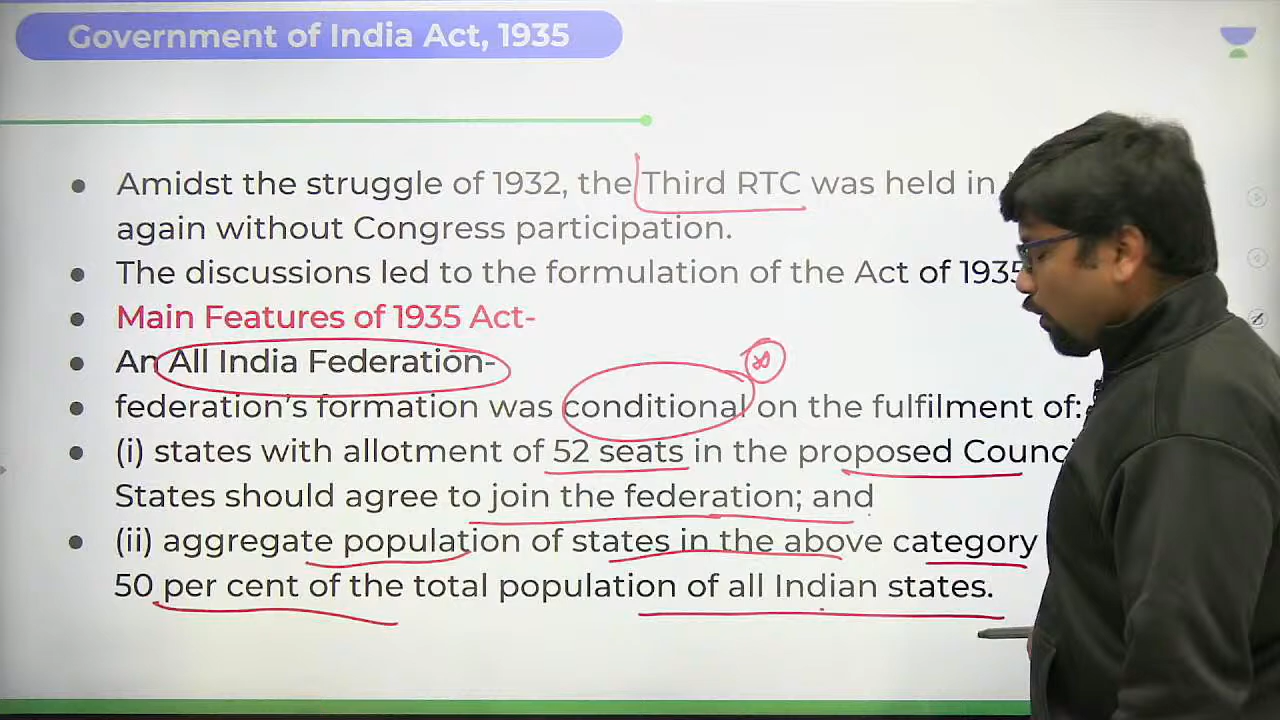 Government of India Act, 1935
Amidst the struggle of 1932, the Third RTC was held in
again without Congress participation.
The discussions led to the formulation of the Act of 1935
Main Features of 1935 Act-
An All India Federation-
federation's formation was conditional on the fulfilment of:
(i) states with allotment of 52 seats in the proposed
States should agree to join the federation; and
(ii) aggregate population of states in the above category
50 per cent of the total population of all Indian states.